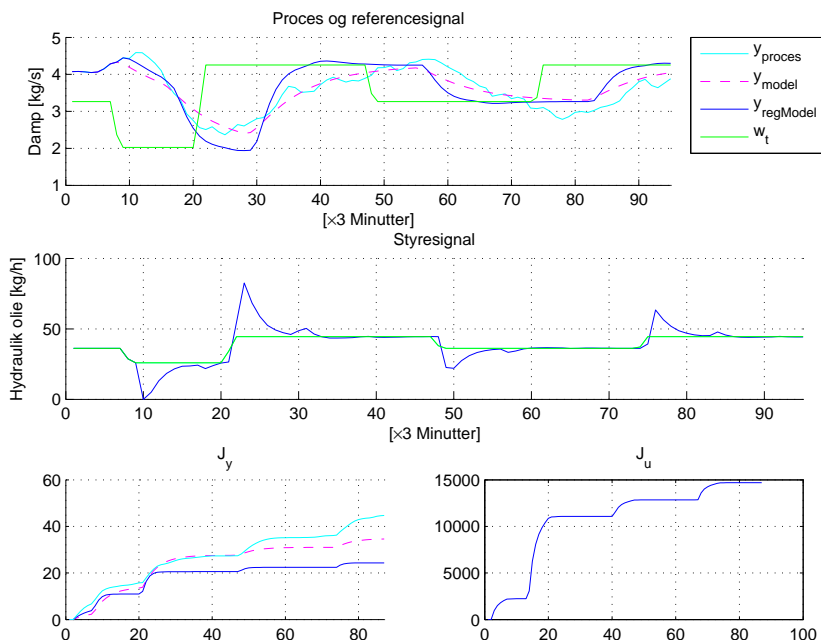 Proces og referencesignal
Damp [kg/s]
5
4
3
2
1
0 10 20 30 40 50 60 70 80 90
[×3 Minutter]
y_proces
y_model
y_regModel
w_t
Styresignal
Hydraulik olie [kg/h]
100
50
0
0 10 20 30 40 50 60 70 80 90
[×3 Minutter]
J_y
60
40
20
0
0 20 40 60 80
J_u
15000
10000
5000
0
0 20 40 60 80 100